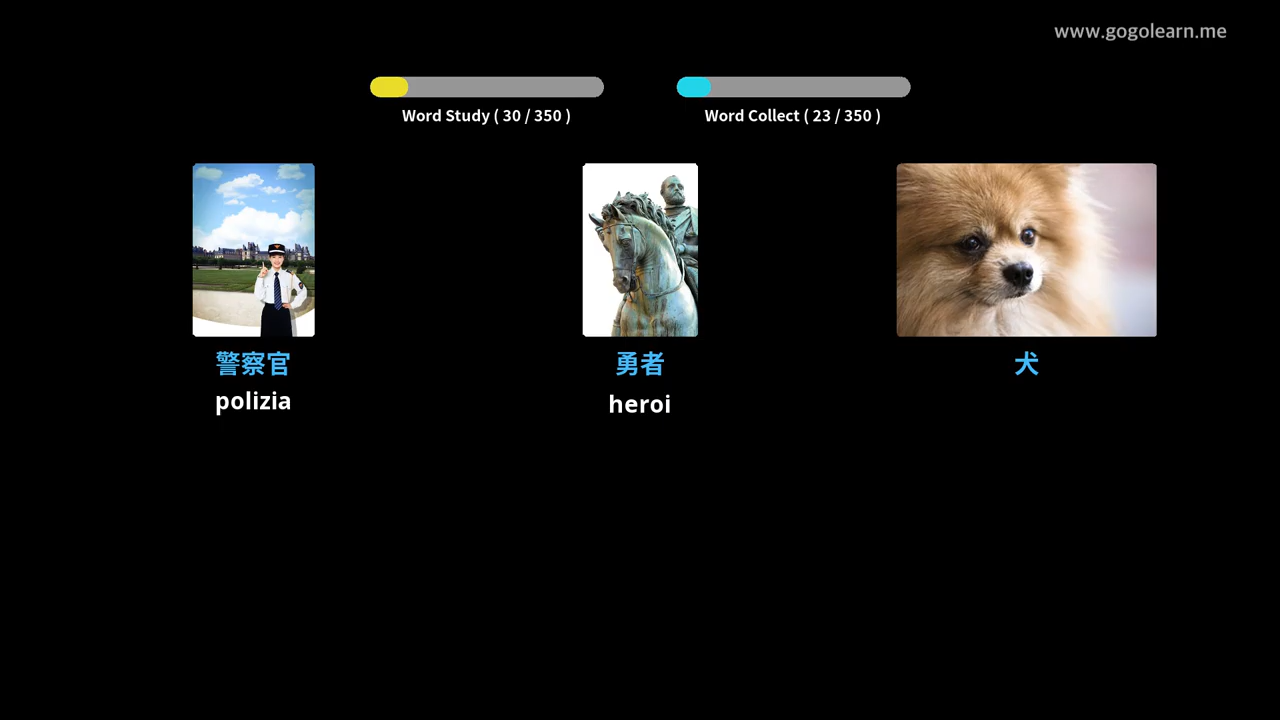 www.gogolearn.me
Word Study ( 30 / 350 )
Word Collect ( 23 / 350 )
警察官
polizia
勇者
heroi
犬